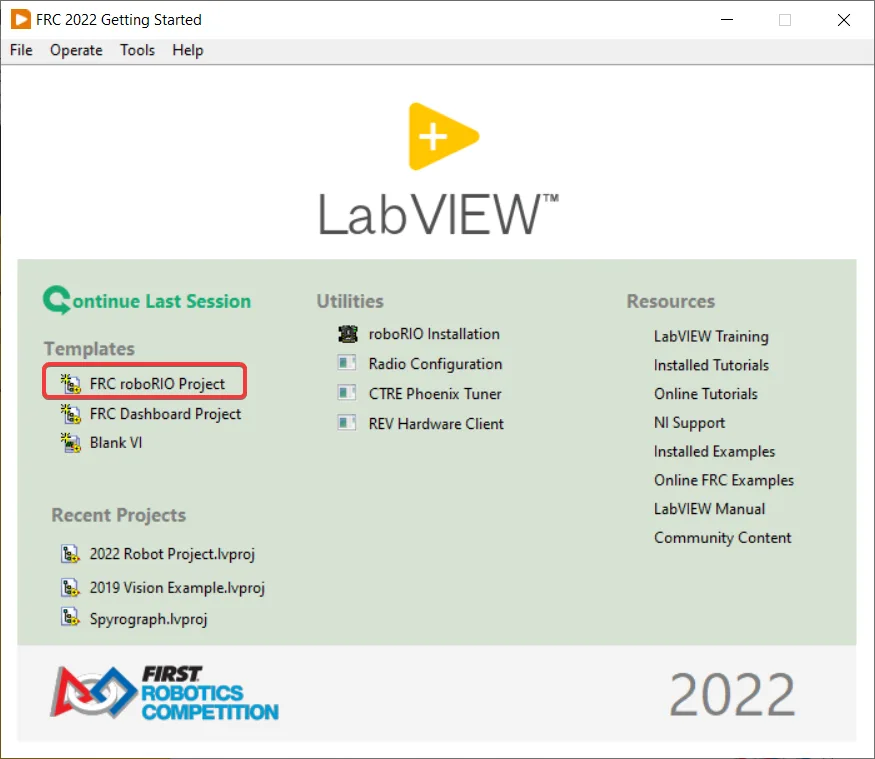 FRC 2022 Getting Started
File Operate Tools Help
LabVIEW™
Continue Last Session
Templates
FRC roboRIO Project
FRC Dashboard Project
Blank VI
Recent Projects
2022 Robot Project.lvproj
2019 Vision Example.lvproj
Spyrograph.lvproj
Utilities
roboRIO Installation
Radio Configuration
CTRE Phoenix Tuner
REV Hardware Client
Resources
LabVIEW Training
Installed Tutorials
Online Tutorials
NI Support
Installed Examples
Online FRC Examples
LabVIEW Manual
Community Content
FIRST
ROBOTICS
COMPETITION
2022